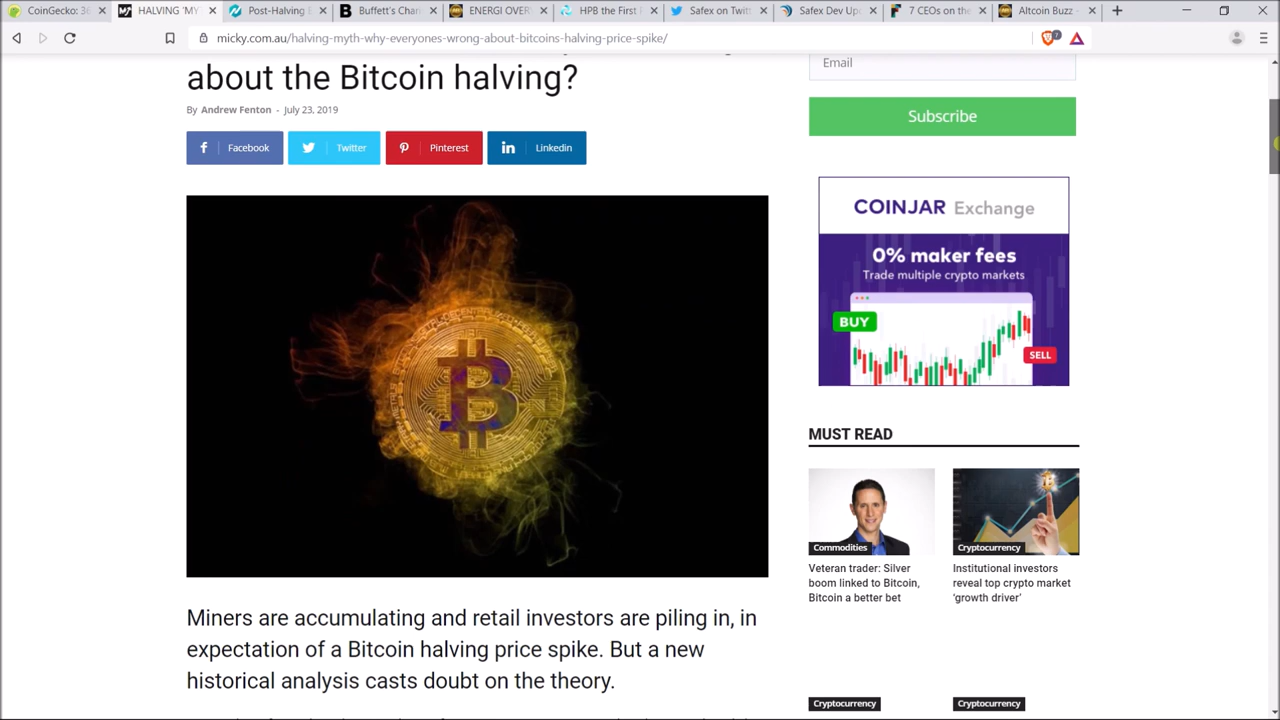 CoinGecko: 36
HALVING 'MY
Post-Halving E
Buffett's Chan
ENERGI OVER
HPB the First
Safex on Twitt
Safex Dev Upd
7 CEOs on the
Altcoin Buzz -
micky.com.au/halving-myth-why-everyones-wrong-about-bitcoins-halving-price-spike/
7
about the Bitcoin halving?
By Andrew Fenton - July 23, 2019
Facebook
Twitter
Pinterest
Linkedin
Miners are accumulating and retail investors are piling in, in
expectation of a Bitcoin halving price spike. But a new
historical analysis casts doubt on the theory.
Email
Subscribe
COINJAR Exchange
0% maker fees
Trade multiple crypto markets
BUY
SELL
MUST READ
Commodities
Veteran trader: Silver
boom linked to Bitcoin,
Bitcoin a better bet
Cryptocurrency
Institutional investors
reveal top crypto market
‘growth driver’
Cryptocurrency
Cryptocurrency